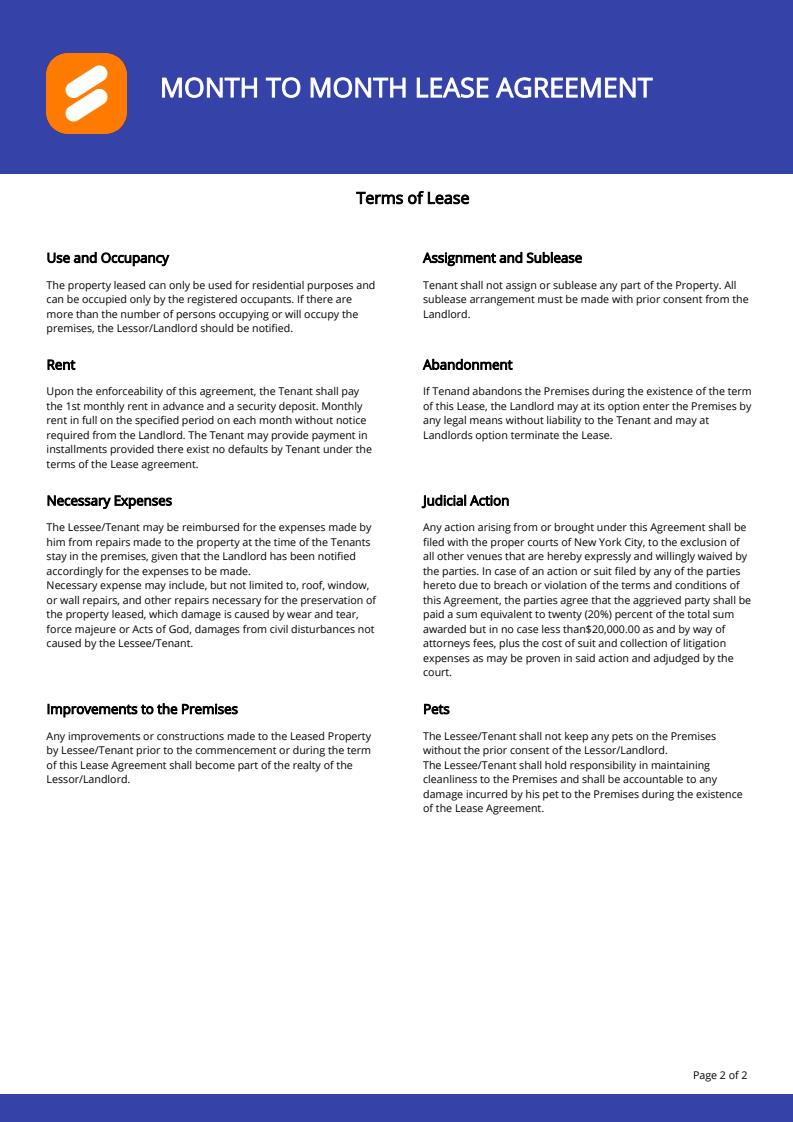 MONTH TO MONTH LEASE AGREEMENT
Terms of Lease
Use and Occupancy
The property leased can only be used for residential purposes and
can be occupied only by the registered occupants. If there are
more than the number of persons occupying or will occupy the
premises, the Lessor/Landlord should be notified.
Assignment and Sublease
Tenant shall not assign or sublease any part of the Property. All
sublease arrangement must be made with prior consent from the
Landlord.
Rent
Upon the enforceability of this agreement, the Tenant shall pay
the 1st monthly rent in advance and a security deposit. Monthly
rent in full on the specified period on each month without notice
required from the Landlord. The Tenant may provide payment in
installments provided there exist no defaults by Tenant under the
terms of the Lease agreement.
Abandonment
If Tenand abandons the Premises during the existence of the term
of this Lease, the Landlord may at its option enter the Premises by
any legal means without liability to the Tenant and may at
Landlords option terminate the Lease.
Necessary Expenses
The Lessee/Tenant may be reimbursed for the expenses made by
him from repairs made to the property at the time of the Tenants
stay in the premises, given that the Landlord has been notified
accordingly for the expenses to be made.
Necessary expense may include, but not limited to, roof, window,
or wall repairs, and other repairs necessary for the preservation of
the property leased, which damage is caused by wear and tear,
force majeure or Acts of God, damages from civil disturbances not
caused by the Lessee/Tenant.
Judicial Action
Any action arising from or brought under this Agreement shall be
filed with the proper courts of New York City, to the exclusion of
all other venues that are hereby expressly and willingly waived by
the parties. In case of an action or suit filed by any of the parties
hereto due to breach or violation of the terms and conditions of
this Agreement, the parties agree that the aggrieved party shall be
paid a sum equivalent to twenty (20%) percent of the total sum
awarded but in no case less than$20,000.00 as and by way of
attorneys fees, plus the cost of suit and collection of litigation
expenses as may be proven in said action and adjudged by the
court.
Improvements to the Premises
Any improvements or constructions made to the Leased Property
by Lessee/Tenant prior to the commencement or during the term
of this Lease Agreement shall become part of the realty of the
Lessor/Landlord.
Pets
The Lessee/Tenant shall not keep any pets on the Premises
without the prior consent of the Lessor/Landlord.
The Lessee/Tenant shall hold responsibility in maintaining
cleanliness to the Premises and shall be accountable to any
damage incurred by his pet to the Premises during the existence
of the Lease Agreement.
Page 2 of 2